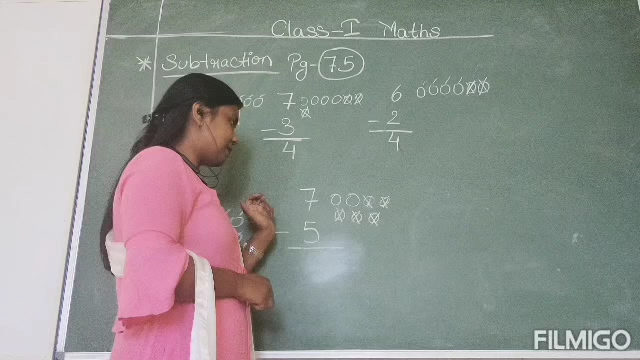 Class-I Maths
* Subtraction Pg-75
7 6
-3 -2
4 4
7
- 5
FILMIGO